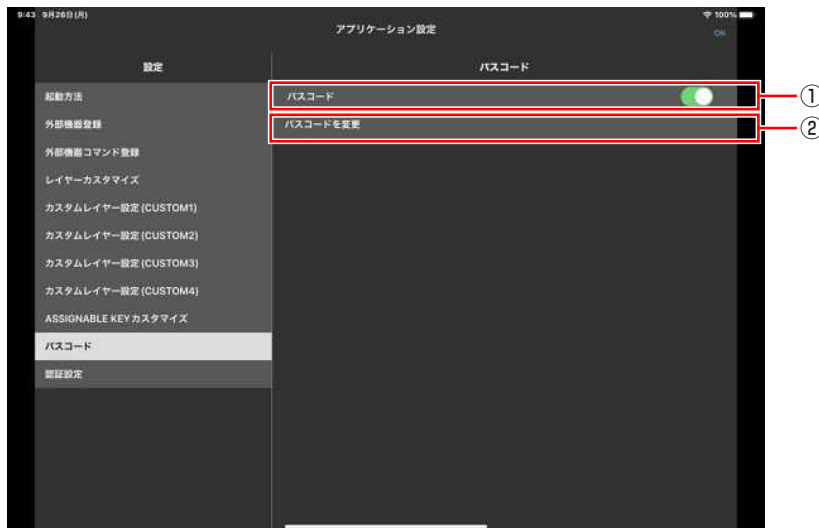 9:43 9月26日(月)
100%
アプリケーション設定
OK
設定
パスコード
起動方法
パスコード
①
外部機器登録
パスコードを変更
②
外部機器コマンド登録
レイヤーカスタマイズ
カスタムレイヤー設定 (CUSTOM1)
カスタムレイヤー設定 (CUSTOM2)
カスタムレイヤー設定 (CUSTOM3)
カスタムレイヤー設定 (CUSTOM4)
ASSIGNABLE KEY カスタマイズ
パスコード
認証設定